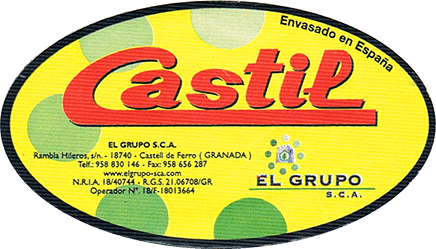 Envasado en España
Castil
EL GRUPO S.C.A.
Rambla Hileros, s/n. - 18740 - Castell de Ferro ( GRANADA )
Telf.: 958 830 146 - Fax: 958 656 287
www.elgrupo-sca.com
N.R.I.A. 18/40744 - R.G.S. 21.06708/GR
Operador Nº. 18/F-18013664
EL GRUPO
S.C.A.